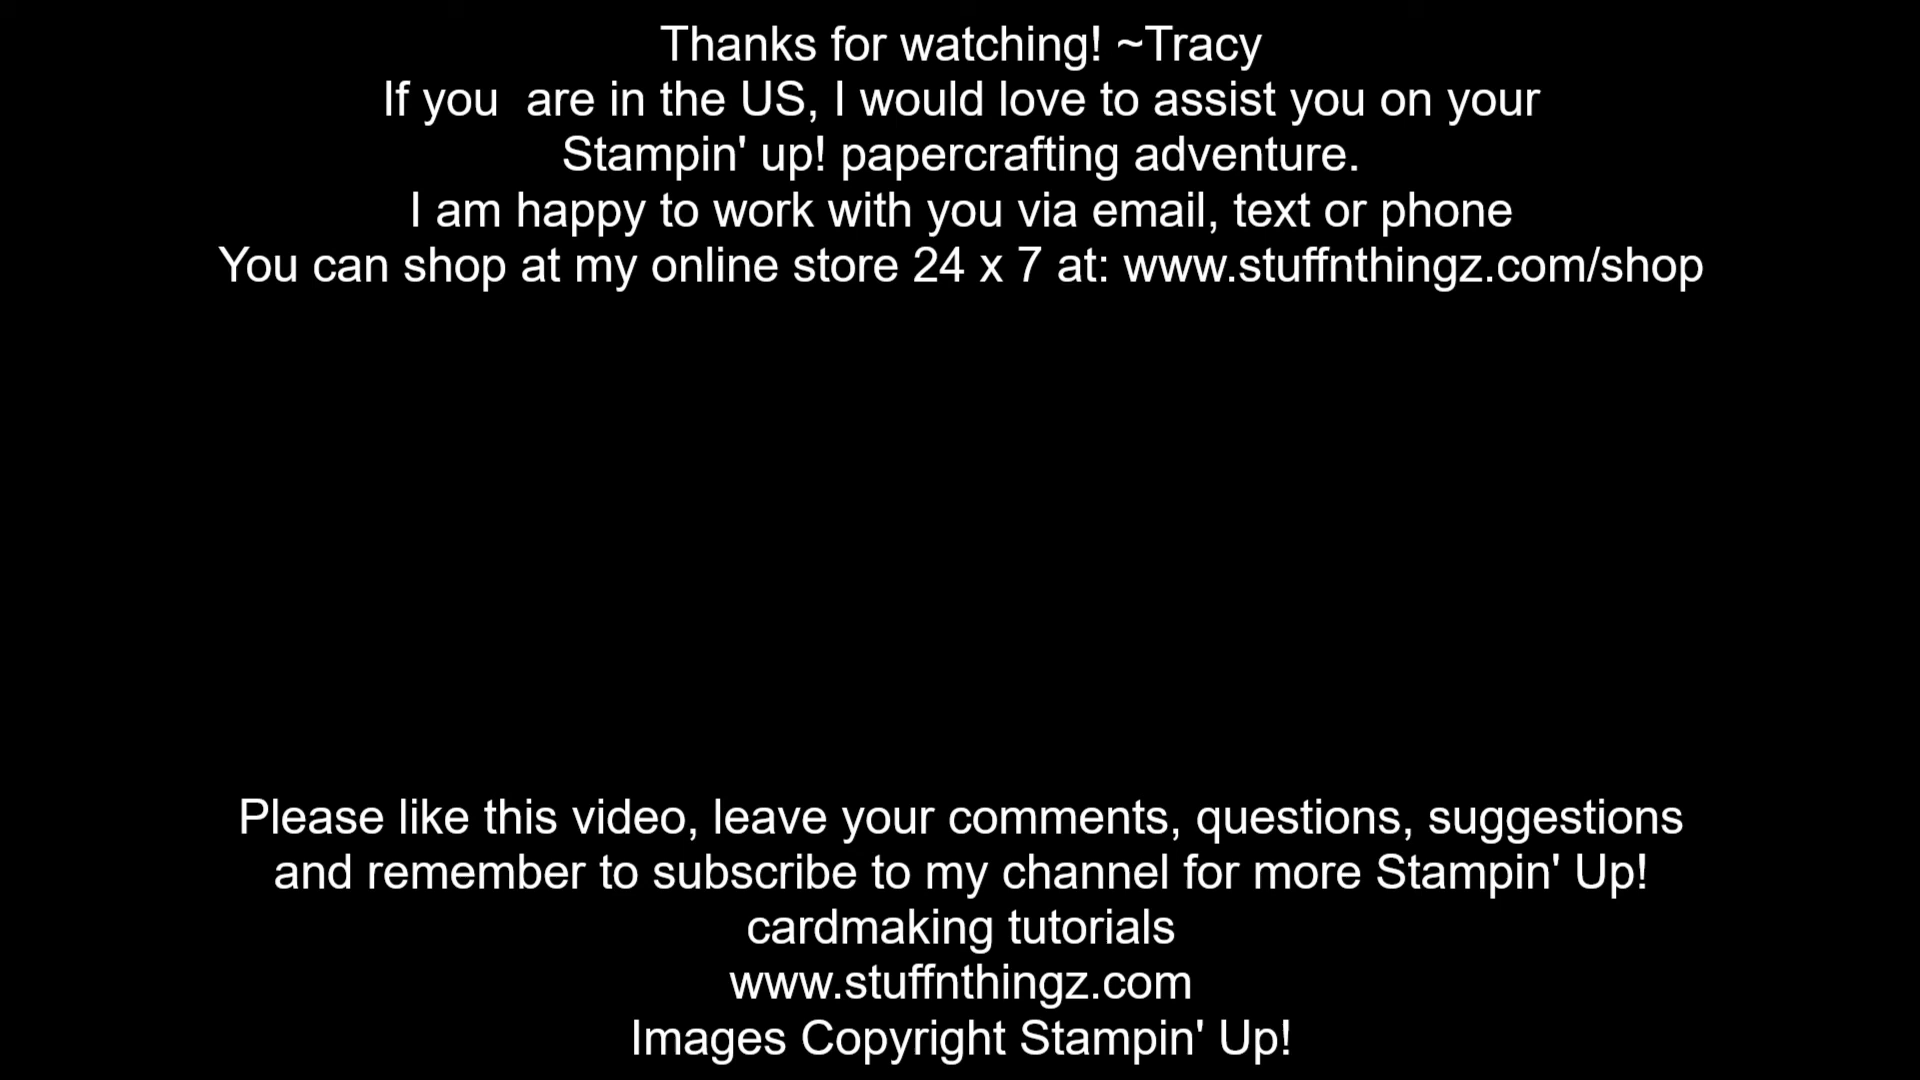 Thanks for watching! ~Tracy
If you  are in the US, I would love to assist you on your
Stampin' up! papercrafting adventure.
I am happy to work with you via email, text or phone
You can shop at my online store 24 x 7 at: www.stuffnthingz.com/shop
Please like this video, leave your comments, questions, suggestions
and remember to subscribe to my channel for more Stampin' Up!
cardmaking tutorials
www.stuffnthingz.com
Images Copyright Stampin' Up!